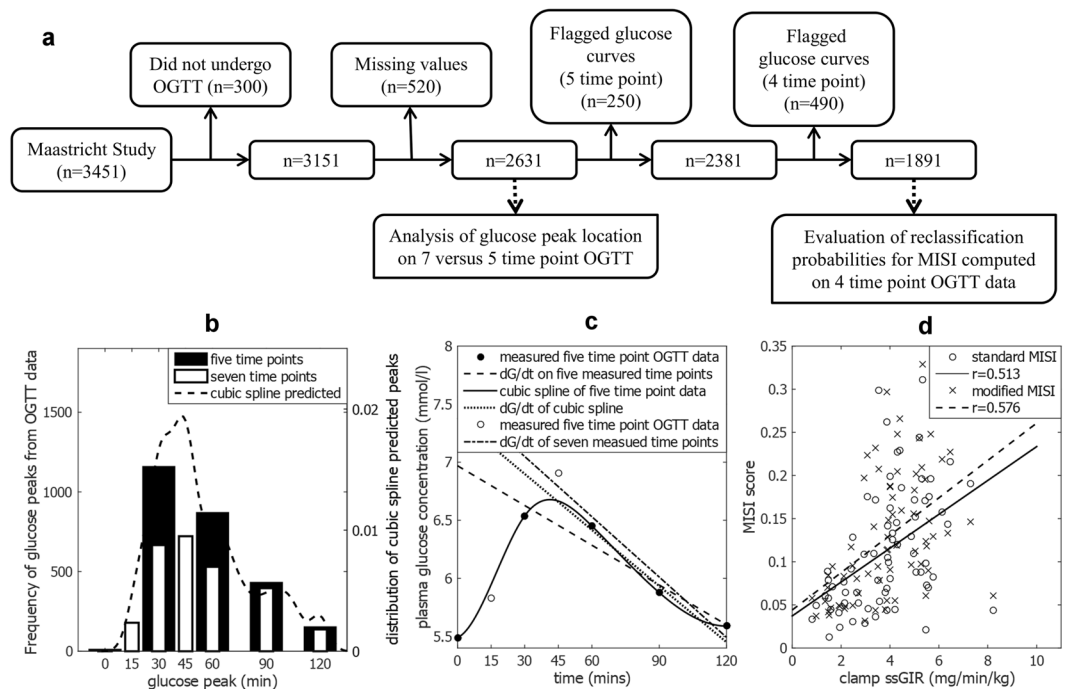 a
Did not undergo
OGTT (n=300)
Missing values
(n=520)
Flagged glucose
curves
(5 time point)
(n=250)
Flagged
glucose curves
(4 time point)
(n=490)
Maastricht Study
(n=3451)
n=3151
n=2631
n=2381
n=1891
Analysis of glucose peak location
on 7 versus 5 time point OGTT
Evaluation of reclassification
probabilities for MISI computed
on 4 time point OGTT data
b
five time points
seven time points
cubic spline predicted
Frequency of glucose peaks from OGTT data
1500
1000
500
0
0 15 30 45 60 90 120
glucose peak (min)
0.02
0.01
0
distribution of cubic spline predicted peaks
c
measured five time point OGTT data
dG/dt on five measured time points
cubic spline of five time point data
dG/dt of cubic spline
measured five time point OGTT data
dG/dt of seven measued time points
plasma glucose concentration (mmol/l)
8
7.5
7
6.5
6
5.5
0 15 30 60 90 120
time (mins)
d
standard MISI
r=0.513
modified MISI
r=0.576
MISI score
0.35
0.3
0.25
0.2
0.15
0.1
0.05
0
0 2 4 6 8 10
clamp ssGIR (mg/min/kg)